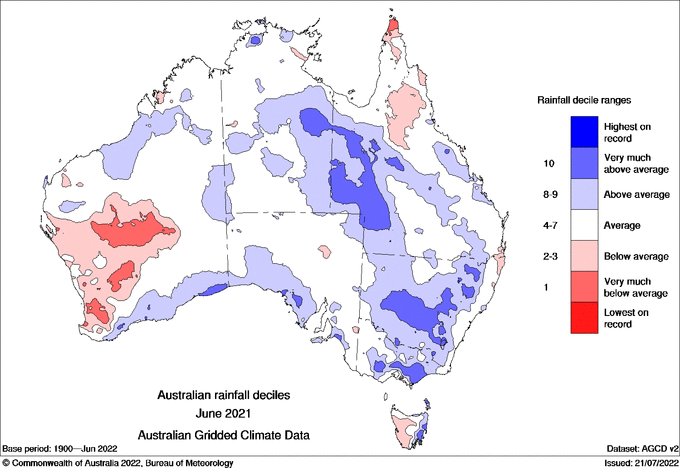 Rainfall decile ranges
Highest on
record
10
Very much
above average
8-9
Above average
4-7
Average
2-3
Below average
1
Very much
below average
Lowest on
record
Australian rainfall deciles
June 2021
Australian Gridded Climate Data
Base period: 1900—Jun 2022
Dataset: AGCD v2
© Commonwealth of Australia 2022, Bureau of Meteorology
Issued: 21/07/2022